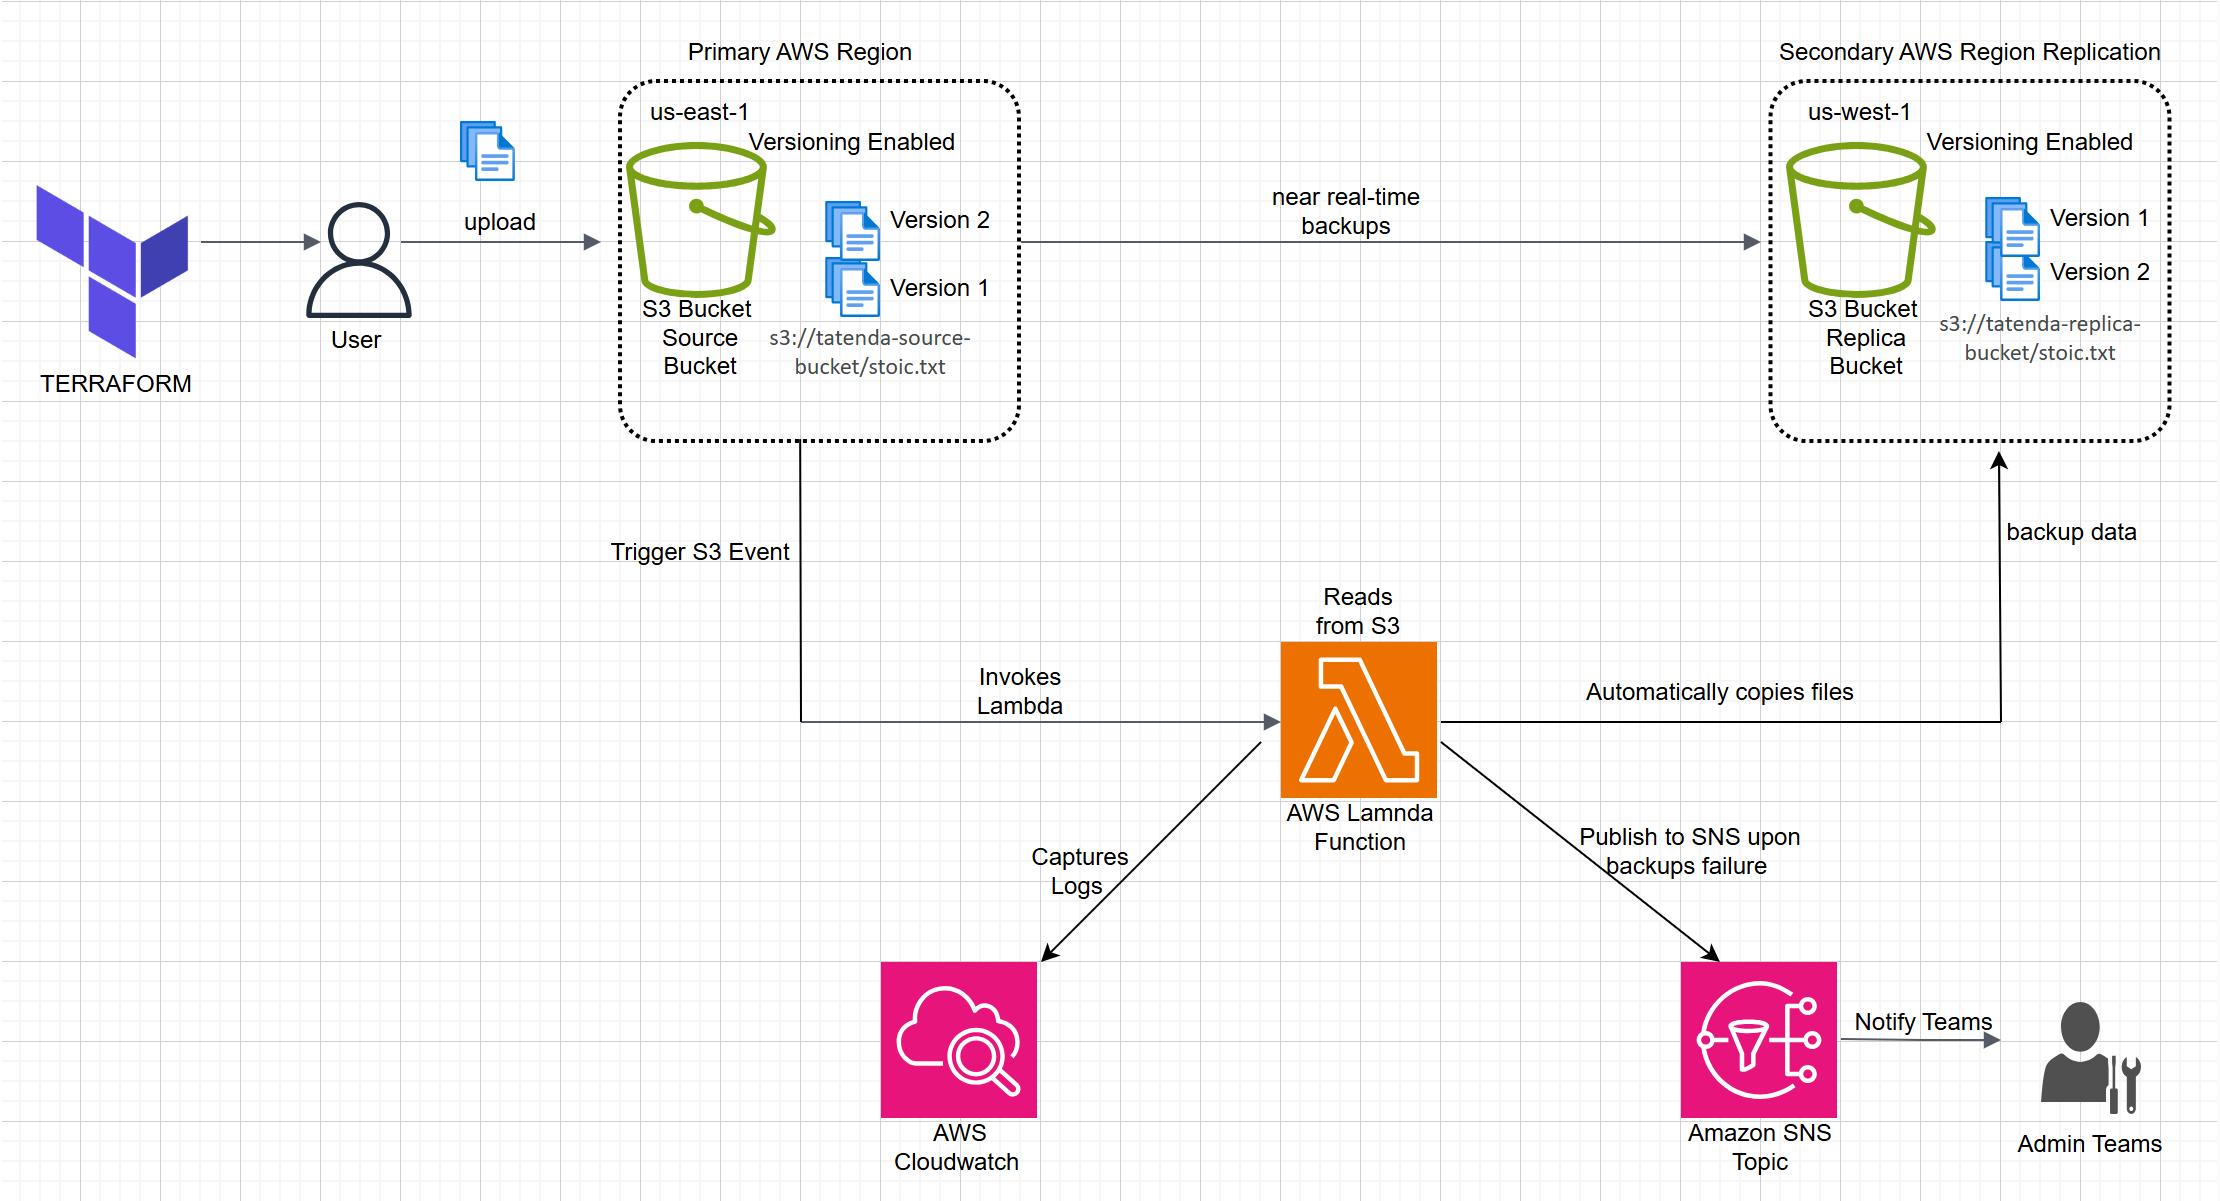 Primary AWS Region
Secondary AWS Region Replication
us-east-1
Versioning Enabled
us-west-1
Versioning Enabled
upload
Version 2
Version 1
S3 Bucket
Source
Bucket
s3://tatenda-source-
bucket/stoic.txt
near real-time
backups
Version 1
Version 2
S3 Bucket
Replica
Bucket
s3://tatenda-replica-
bucket/stoic.txt
User
TERRAFORM
Trigger S3 Event
backup data
Reads
from S3
Invokes
Lambda
Automatically copies files
AWS Lamnda
Function
Captures
Logs
Publish to SNS upon
backups failure
Notify Teams
AWS
Cloudwatch
Amazon SNS
Topic
Admin Teams